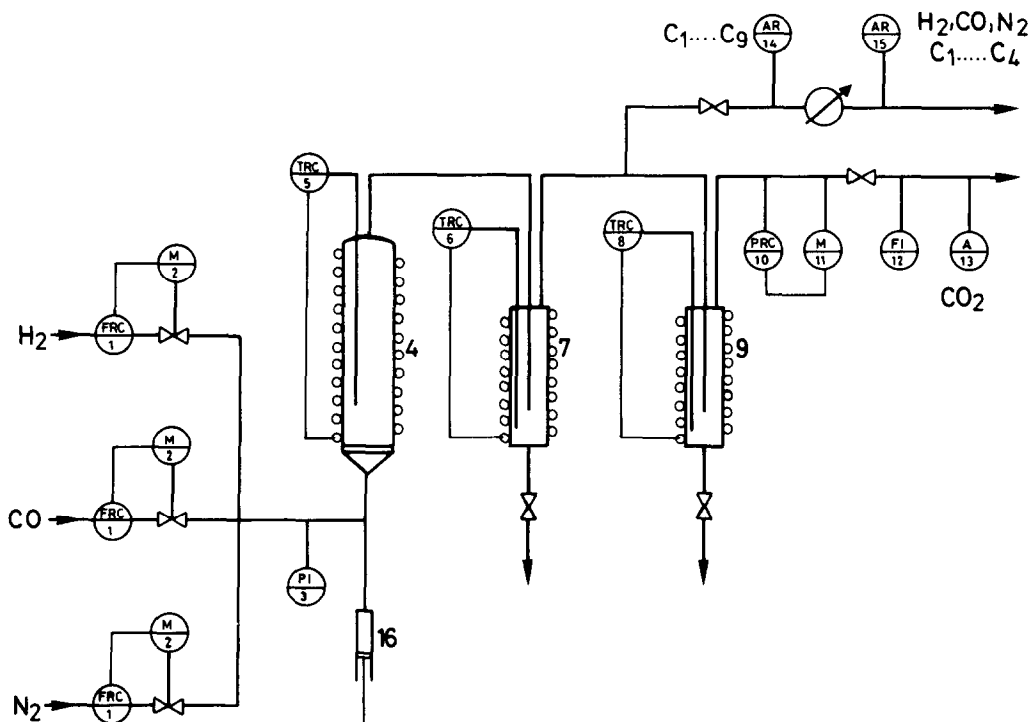 C₁....C₉
AR
14
AR
15
H₂,CO,N₂
C₁.....C₄
TRC
5
TRC
6
TRC
8
PRC
10
M
11
FI
12
A
13
CO₂
M
2
H₂
FRC
1
4
7
9
M
2
CO
FRC
1
PI
3
16
M
2
N₂
FRC
1